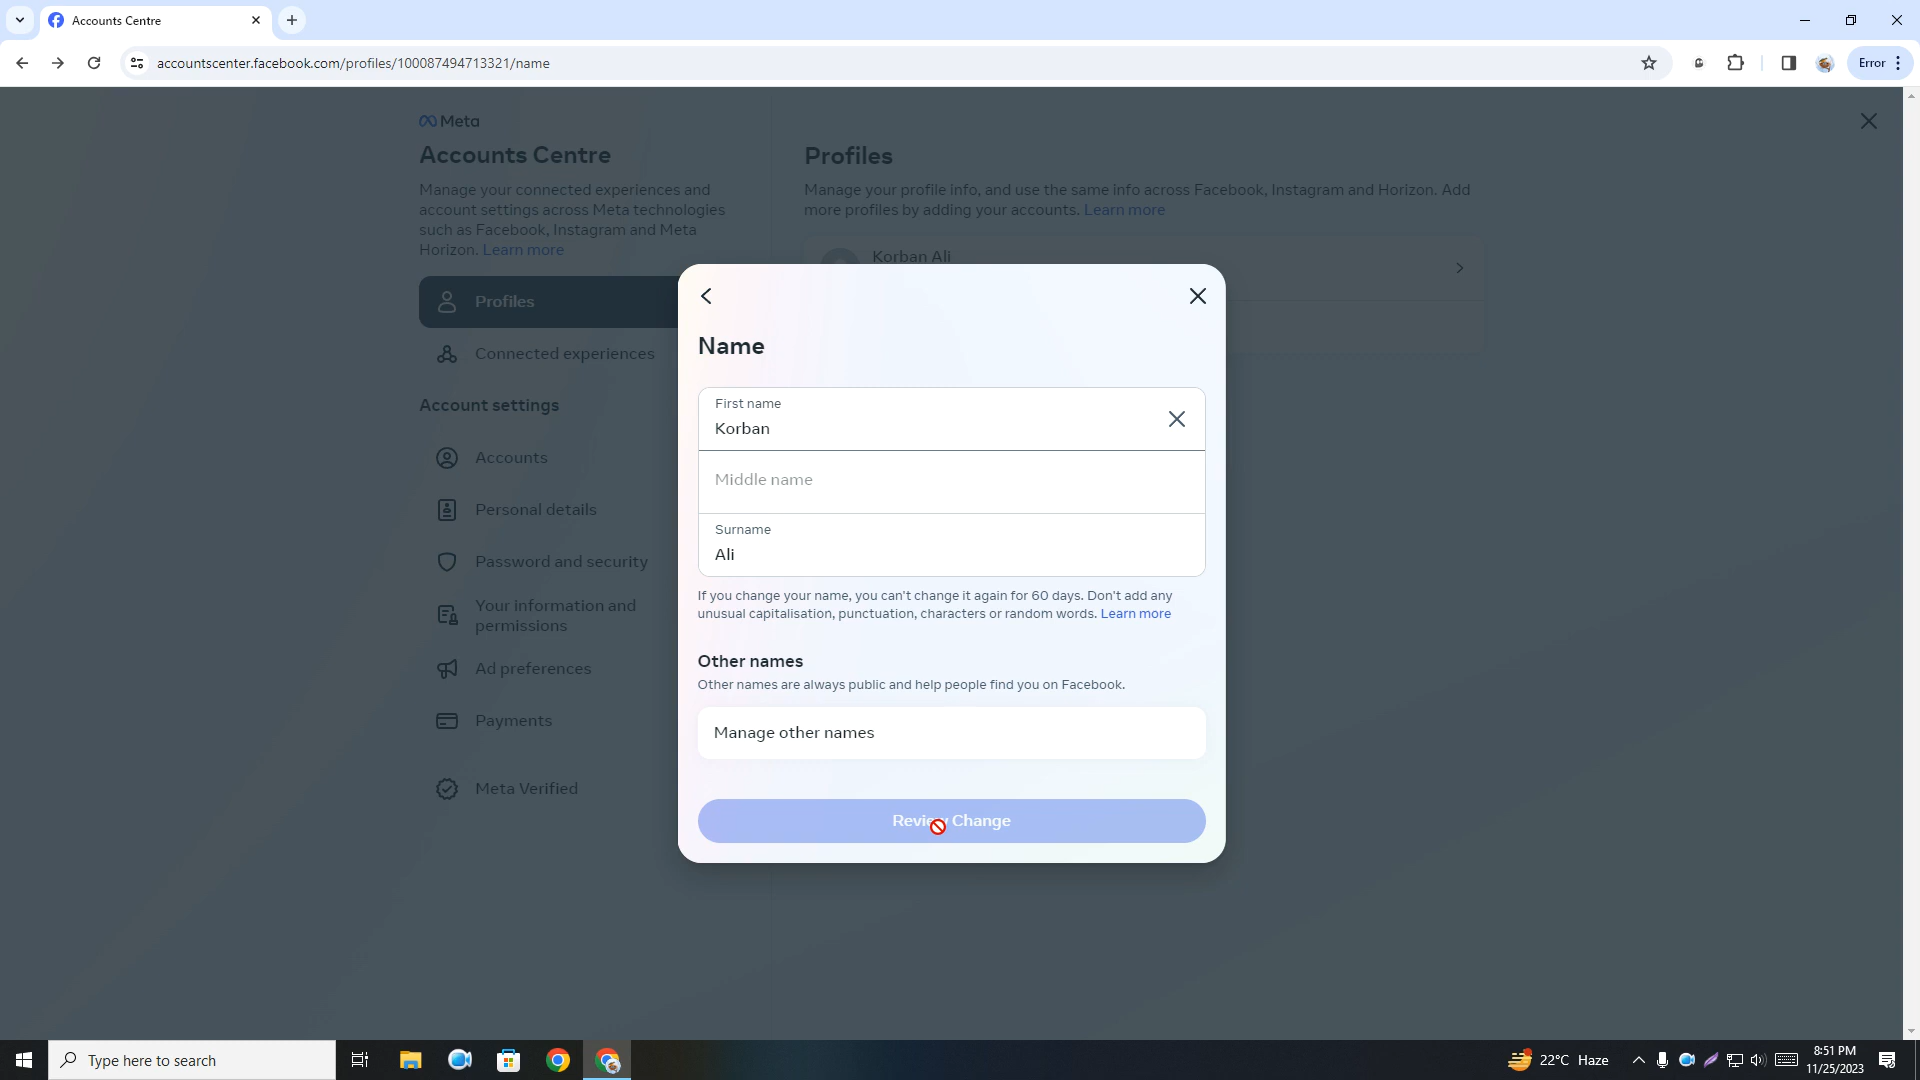 Accounts Centre
accountscenter.facebook.com/profiles/100087494713321/name
Error
Meta
Accounts Centre
Manage your connected experiences and
account settings across Meta technologies
such as Facebook, Instagram and Meta
Horizon. Learn more
Profiles
Connected experiences
Account settings
Accounts
Personal details
Password and security
Your information and
permissions
Ad preferences
Payments
Meta Verified
Profiles
Manage your profile info, and use the same info across Facebook, Instagram and Horizon. Add
more profiles by adding your accounts. Learn more
Korban Ali
Name
First name
Korban
Middle name
Surname
Ali
If you change your name, you can't change it again for 60 days. Don't add any
unusual capitalisation, punctuation, characters or random words. Learn more
Other names
Other names are always public and help people find you on Facebook.
Manage other names
Review Change
Type here to search
22°C Haze
8:51 PM
11/25/2023